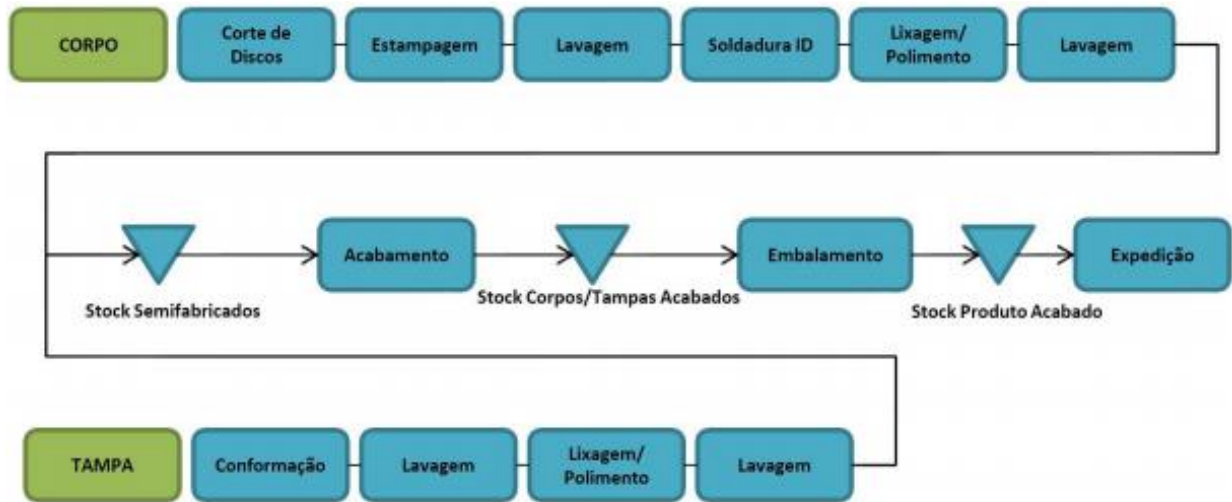 CORPO
Corte de
Discos
Estampagem
Lavagem
Soldadura ID
Lixagem/
Polimento
Lavagem
Acabamento
Embalamento
Expedição
Stock Semifabricados
Stock Corpos/Tampas Acabados
Stock Produto Acabado
TAMPA
Conformação
Lavagem
Lixagem/
Polimento
Lavagem